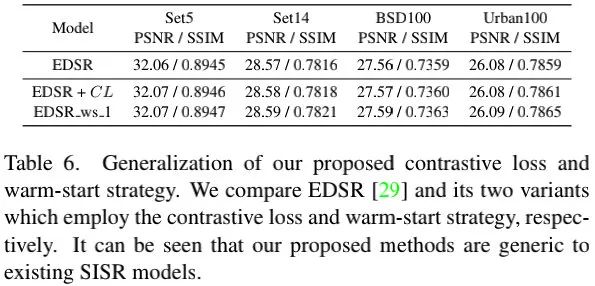 Model Set5 Set14 BSD100 Urban100
PSNR / SSIM PSNR / SSIM PSNR / SSIM PSNR / SSIM
EDSR 32.06 / 0.8945 28.57 / 0.7816 27.56 / 0.7359 26.08 / 0.7859
EDSR + CL 32.07 / 0.8946 28.58 / 0.7818 27.57 / 0.7360 26.08 / 0.7861
EDSR_ws_1 32.07 / 0.8947 28.59 / 0.7821 27.59 / 0.7363 26.09 / 0.7865
Table 6. Generalization of our proposed contrastive loss and
warm-start strategy. We compare EDSR [29] and its two variants
which employ the contrastive loss and warm-start strategy, respec-
tively. It can be seen that our proposed methods are generic to
existing SISR models.